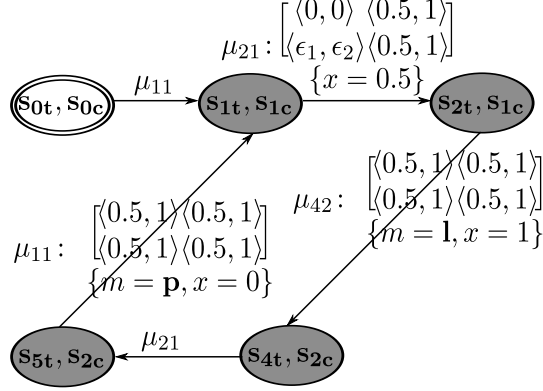 ⟨0, 0⟩ ⟨0.5, 1⟩
μ₂₁: ⟨ϵ₁, ϵ₂⟩⟨0.5, 1⟩
{x = 0.5}
μ₁₁
s₀ₜ, s₀c
s₁ₜ, s₁c
s₂ₜ, s₁c
⟨0.5, 1⟩⟨0.5, 1⟩
μ₄₂: ⟨0.5, 1⟩⟨0.5, 1⟩
{m = l, x = 1}
⟨0.5, 1⟩⟨0.5, 1⟩
μ₁₁: ⟨0.5, 1⟩⟨0.5, 1⟩
{m = p, x = 0}
s₅ₜ, s₂c
μ₂₁
s₄ₜ, s₂c